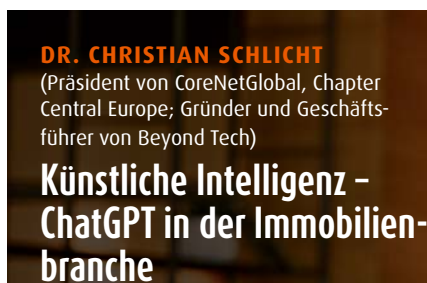 DR. CHRISTIAN SCHLICHT
(Präsident von CoreNetGlobal, Chapter
Central Europe; Gründer und Geschäfts-
führer von Beyond Tech)
Künstliche Intelligenz –
ChatGPT in der Immobilien-
branche